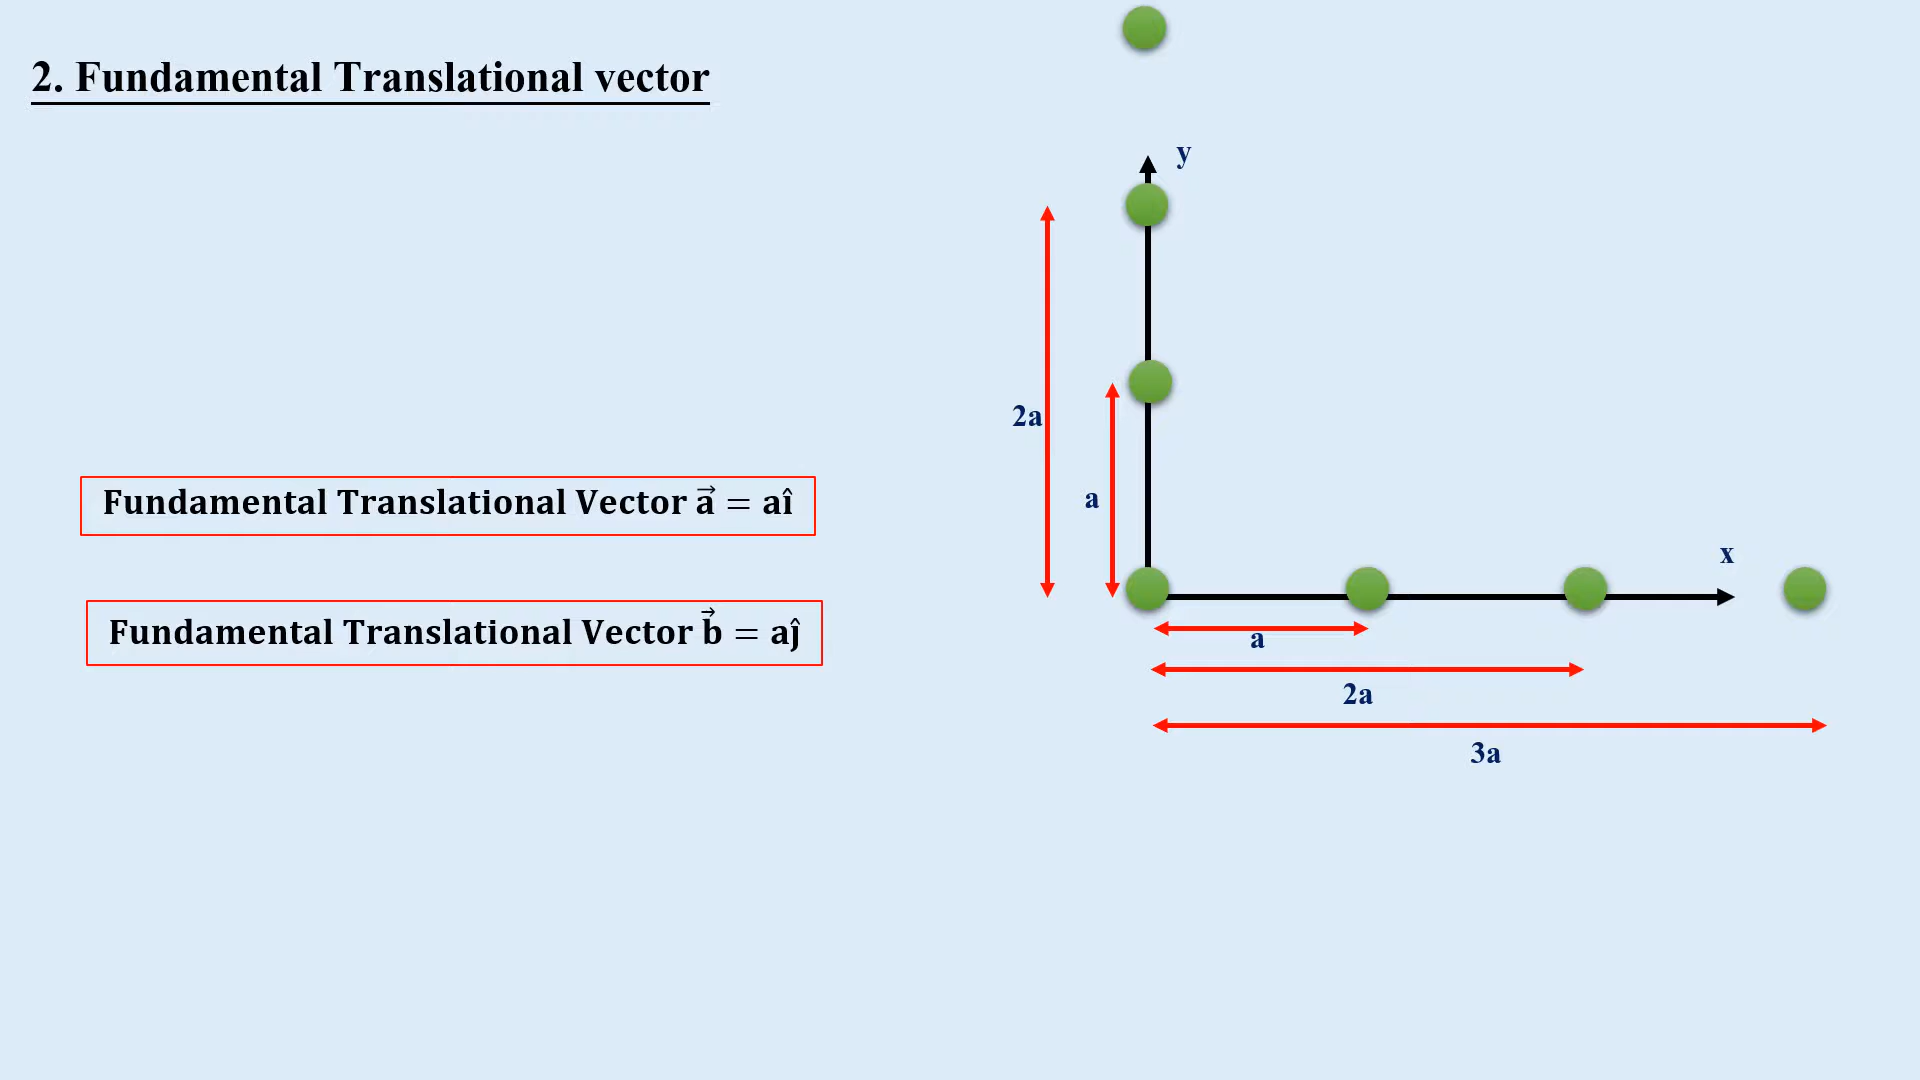 2. Fundamental Translational vector
Fundamental Translational Vector a⃗ = aî
Fundamental Translational Vector b⃗ = aĵ
y
2a
a
x
a
2a
3a